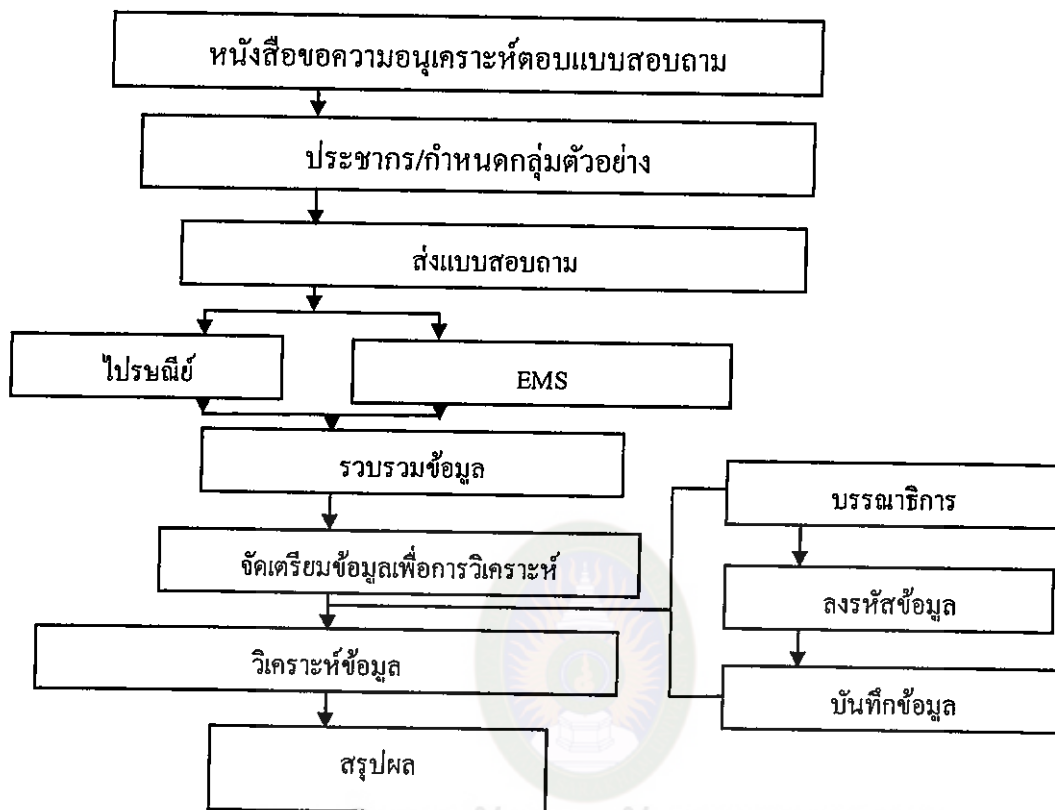 หนังสือขอความอนุเคราะห์ตอบแบบสอบถาม
ประชากร/กำหนดกลุ่มตัวอย่าง
ส่งแบบสอบถาม
ไปรษณีย์
EMS
รวบรวมข้อมูล
จัดเตรียมข้อมูลเพื่อการวิเคราะห์
วิเคราะห์ข้อมูล
สรุปผล
บรรณาธิการ
ลงรหัสข้อมูล
บันทึกข้อมูล